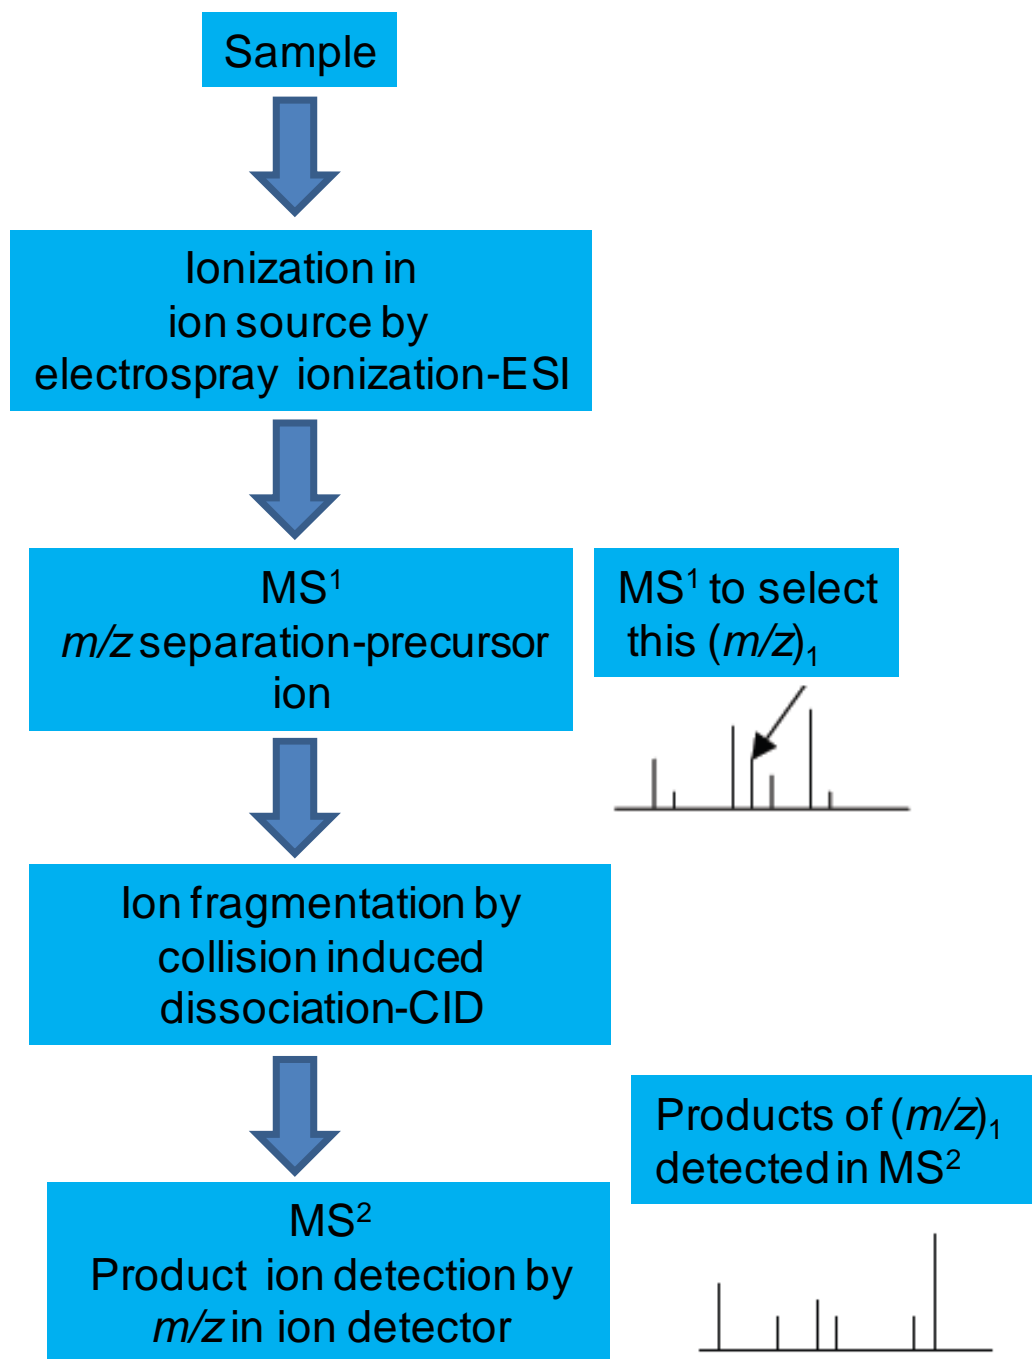 Sample
Ionization in
ion source by
electrospray ionization-ESI
MS¹
m/z separation-precursor
ion
MS¹ to select
this (m/z)₁
Ion fragmentation by
collision induced
dissociation-CID
Products of (m/z)₁
detected in MS²
MS²
Product ion detection by
m/z in ion detector